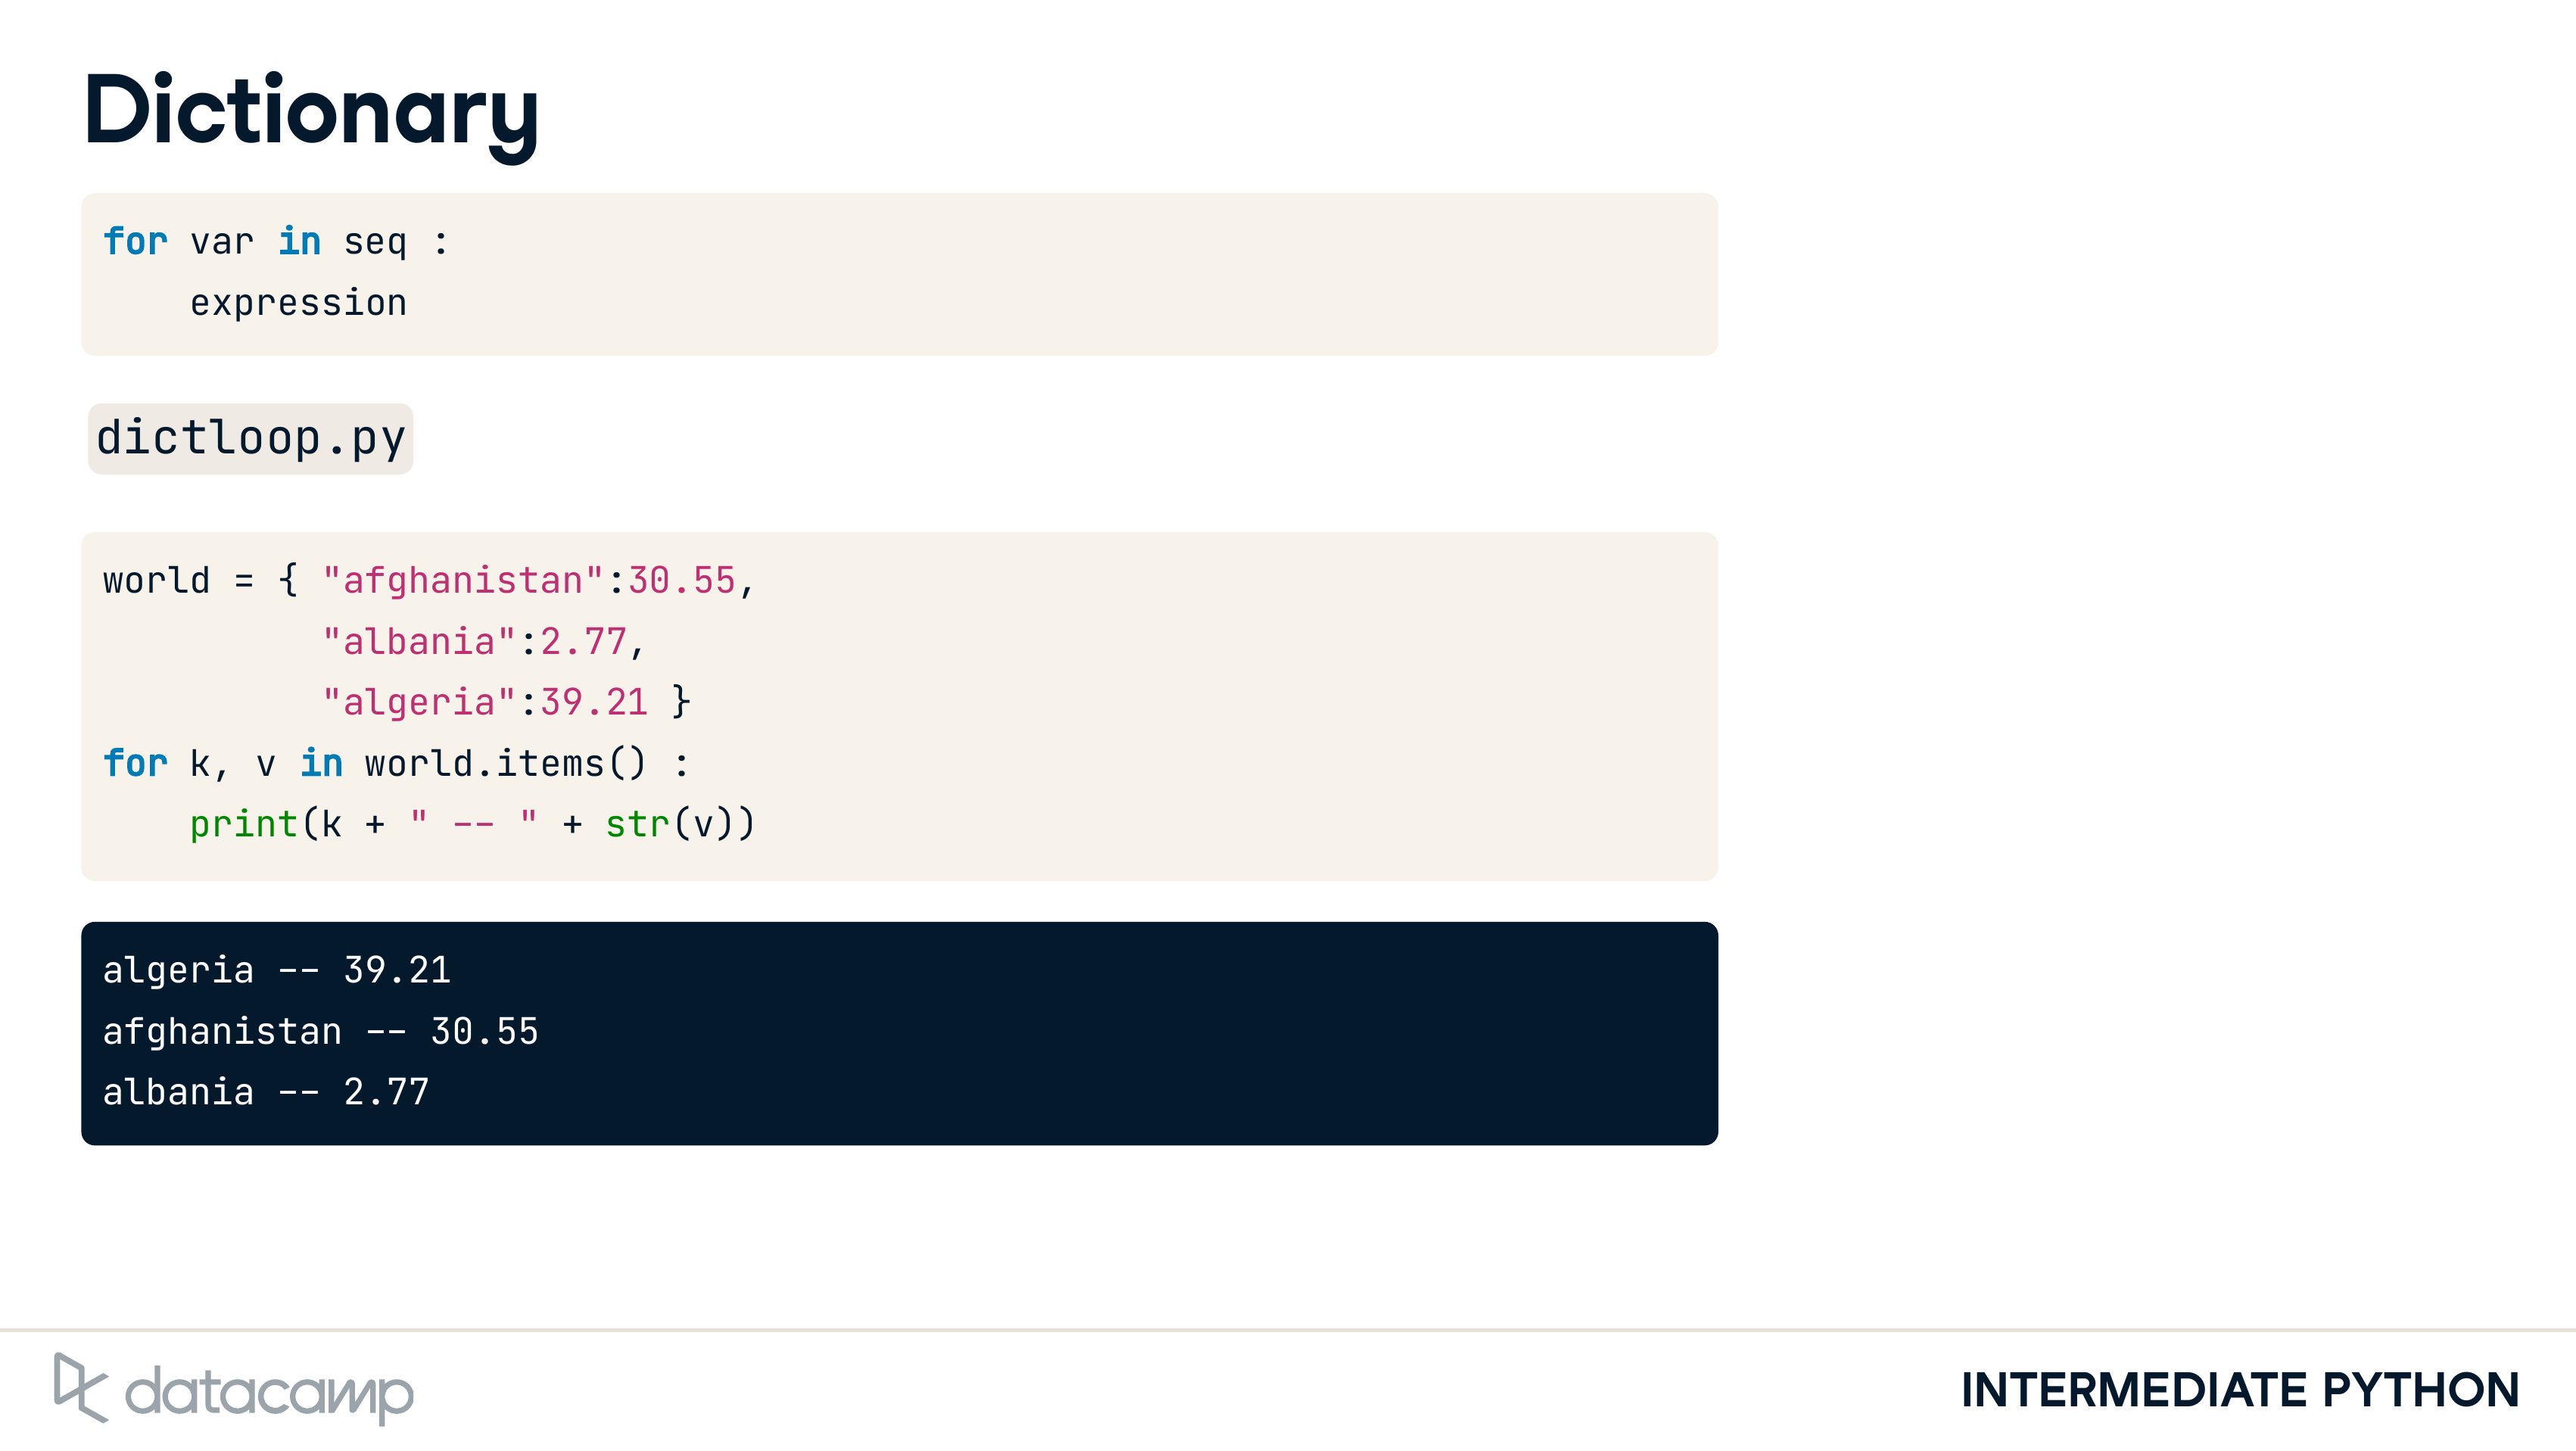 Dictionary
for var in seq :
    expression
dictloop.py
world = { "afghanistan":30.55,
          "albania":2.77,
          "algeria":39.21 }
for k, v in world.items() :
    print(k + " -- " + str(v))
algeria -- 39.21
afghanistan -- 30.55
albania -- 2.77
datacamp
INTERMEDIATE PYTHON